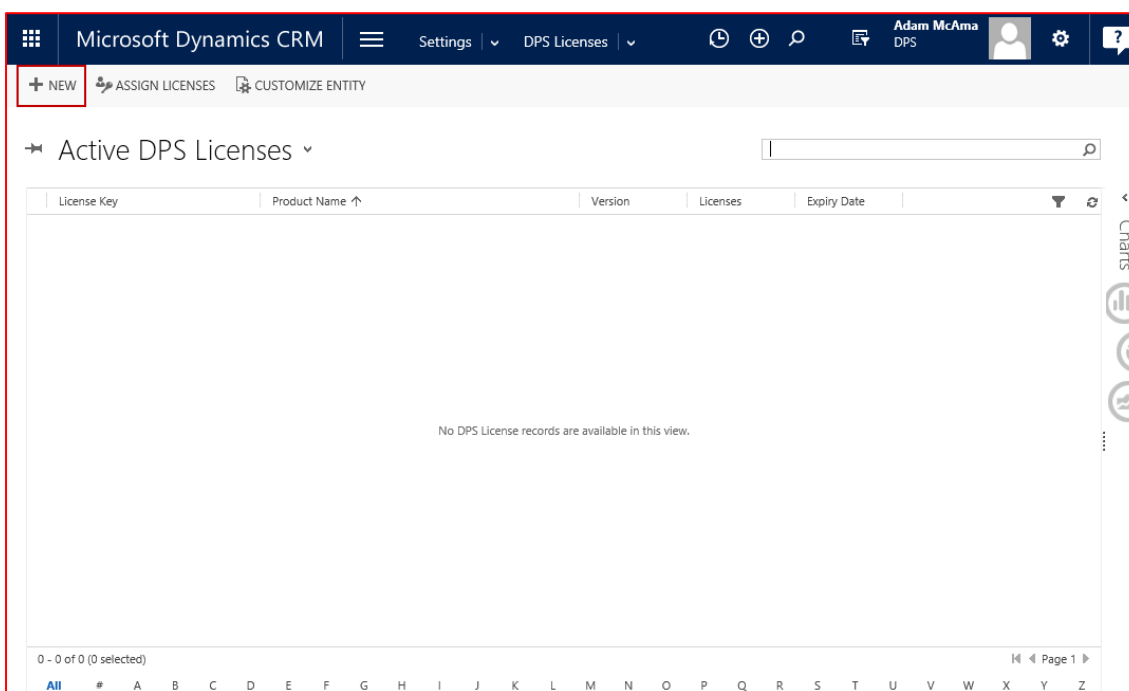 Microsoft Dynamics CRM Settings DPS Licenses Adam McAma
DPS
?
NEW ASSIGN LICENSES CUSTOMIZE ENTITY
Active DPS Licenses
License Key Product Name Version Licenses Expiry Date
Charts
No DPS License records are available in this view.
0 - 0 of 0 (0 selected) Page 1
All # A B C D E F G H I J K L M N O P Q R S T U V W X Y Z